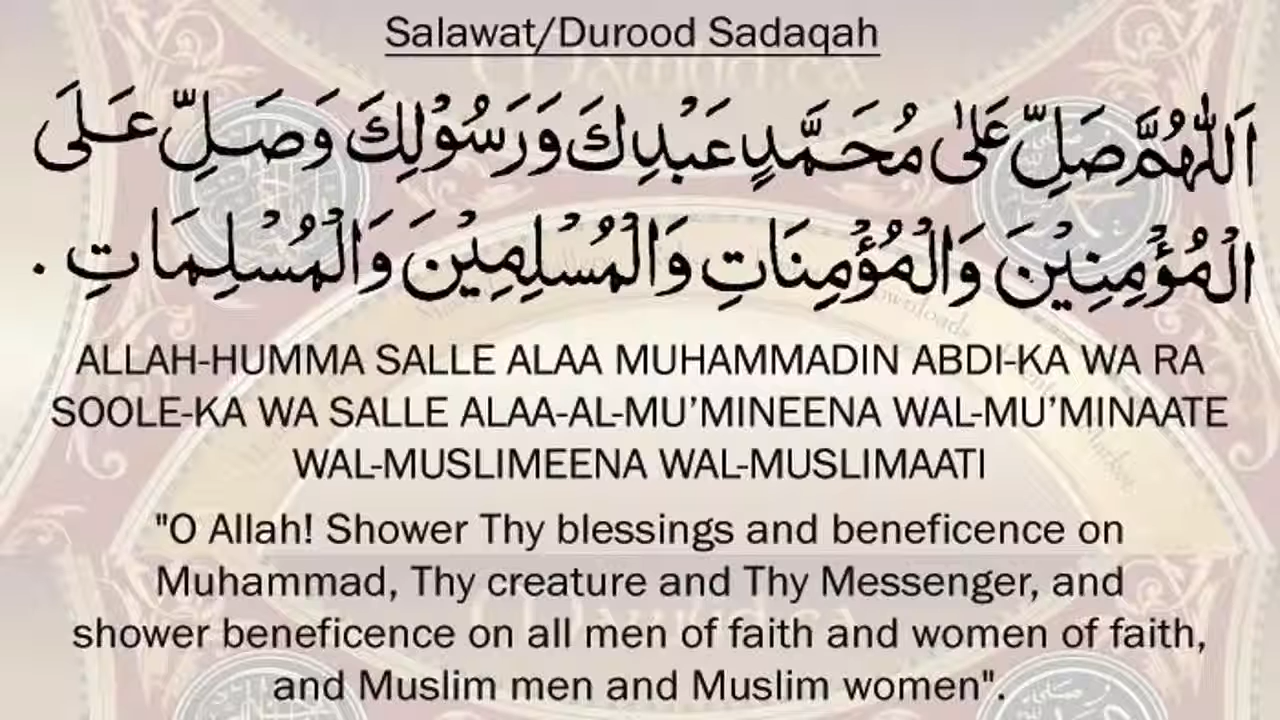 Salawat/Durood Sadaqah
اَللّٰهُمَّ صَلِّ عَلىٰ مُحَمَّدٍ عَبْدِكَ وَرَسُوْلِكَ وَصَلِّ عَلَى
الْمُؤْمِنِيْنَ وَالْمُؤْمِنَاتِ وَالْمُسْلِمِيْنَ وَالْمُسْلِمَاتِ .
ALLAH-HUMMA SALLE ALAA MUHAMMADIN ABDI-KA WA RA
SOOLE-KA WA SALLE ALAA-AL-MU’MINEENA WAL-MU’MINAATE
WAL-MUSLIMEENA WAL-MUSLIMAATI
"O Allah! Shower Thy blessings and beneficence on
Muhammad, Thy creature and Thy Messenger, and
shower beneficence on all men of faith and women of faith,
and Muslim men and Muslim women".